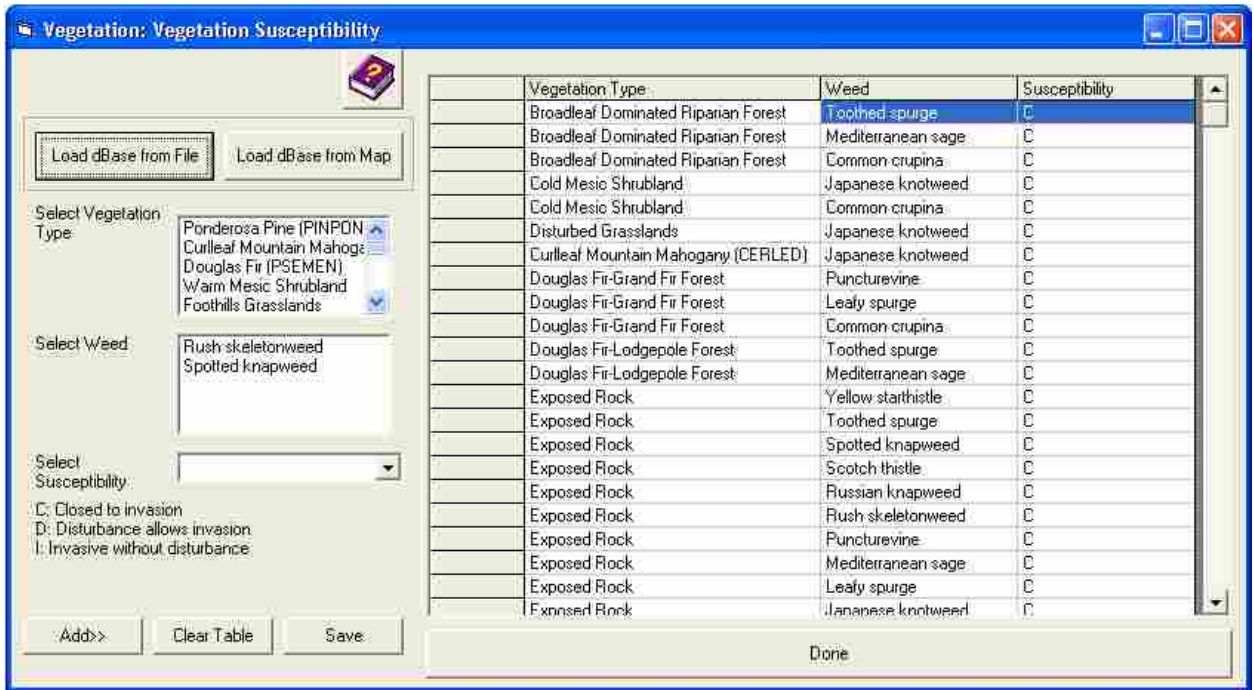 Vegetation: Vegetation Susceptibility
Load dBase from File Load dBase from Map
Select Vegetation Type
Ponderosa Pine (PINPON
Curlleaf Mountain Mahoga
Douglas Fir (PSEMEN)
Warm Mesic Shrubland
Foothills Grasslands
Select Weed
Rush skeletonweed
Spotted knapweed
Select
Susceptibility
C: Closed to invasion
D: Disturbance allows invasion
I: Invasive without disturbance
Add>> Clear Table Save
Vegetation Type Weed Susceptibility
Broadleaf Dominated Riparian Forest Toothed spurge C
Broadleaf Dominated Riparian Forest Mediterranean sage C
Broadleaf Dominated Riparian Forest Common crupina C
Cold Mesic Shrubland Japanese knotweed C
Cold Mesic Shrubland Common crupina C
Disturbed Grasslands Japanese knotweed C
Curlleaf Mountain Mahogany (CERLED) Japanese knotweed C
Douglas Fir-Grand Fir Forest Puncturevine C
Douglas Fir-Grand Fir Forest Leafy spurge C
Douglas Fir-Grand Fir Forest Common crupina C
Douglas Fir-Lodgepole Forest Toothed spurge C
Douglas Fir-Lodgepole Forest Mediterranean sage C
Exposed Rock Yellow starthistle C
Exposed Rock Toothed spurge C
Exposed Rock Spotted knapweed C
Exposed Rock Scotch thistle C
Exposed Rock Russian knapweed C
Exposed Rock Rush skeletonweed C
Exposed Rock Puncturevine C
Exposed Rock Mediterranean sage C
Exposed Rock Leafy spurge C
Exposed Rock Japanese knotweed C
Done